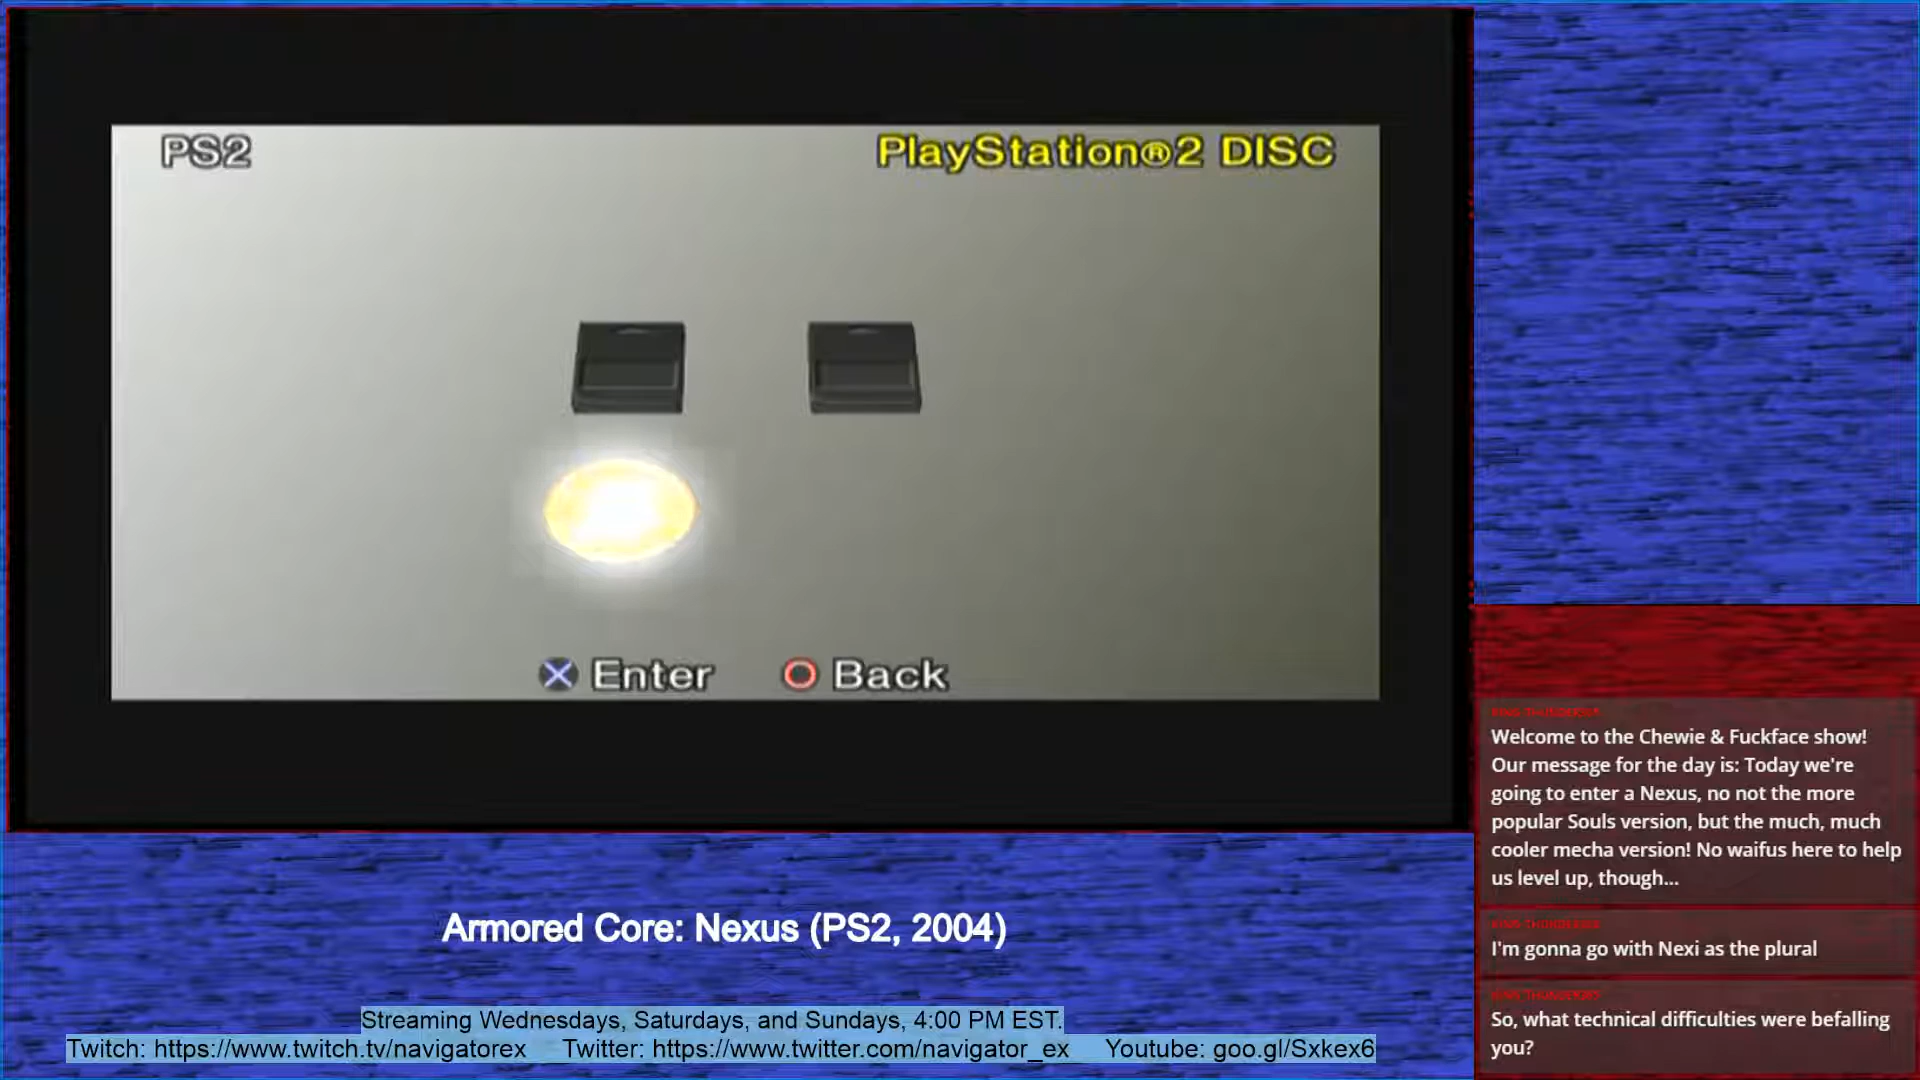 PS2
PlayStation®2 DISC
Enter
Back
Armored Core: Nexus (PS2, 2004)
Streaming Wednesdays, Saturdays, and Sundays, 4:00 PM EST.
Twitch: https://www.twitch.tv/navigatorex Twitter: https://www.twitter.com/navigator_ex Youtube: goo.gl/Sxkex6
Welcome to the Chewie & Fuckface show!
Our message for the day is: Today we're
going to enter a Nexus, no not the more
popular Souls version, but the much, much
cooler mecha version! No waifus here to help
us level up, though...
I'm gonna go with Nexi as the plural
So, what technical difficulties were befalling
you?